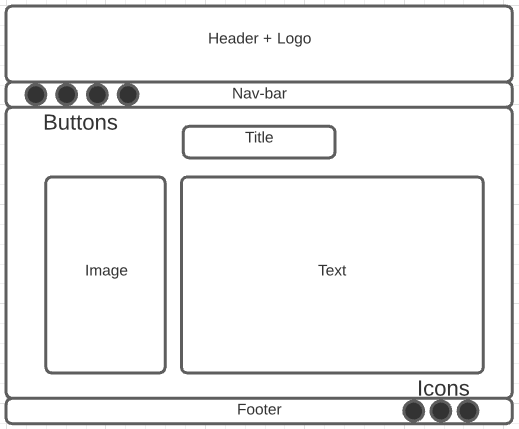 Header + Logo
Nav-bar
Buttons
Title
Image
Text
Icons
Footer